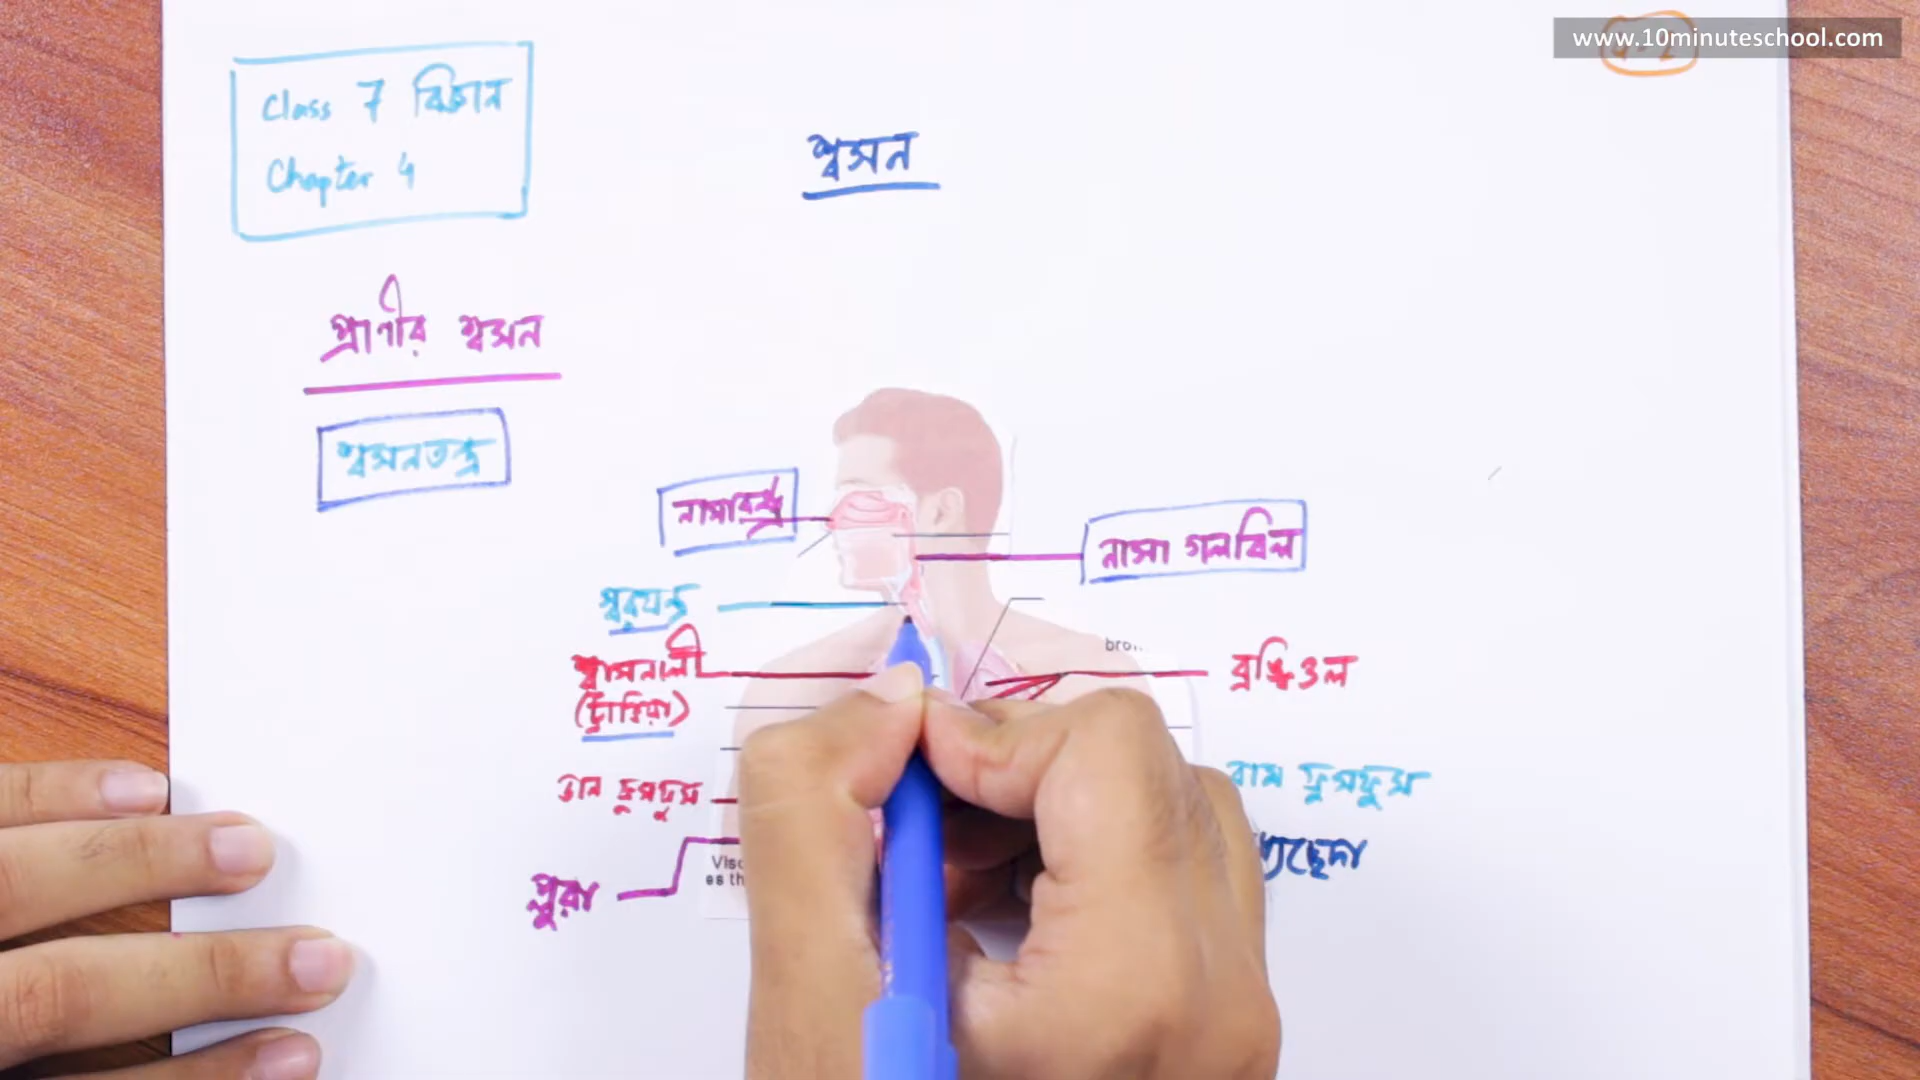 www.10minuteschool.com
Class 7 বিজ্ঞান
Chapter 4
শ্বসন
প্রাণীর শ্বসন
শ্বসনতন্ত্র
নাসারন্ধ্র
নাসা গলবিল
স্বরযন্ত্র
শ্বাসনালী
(ট্রাকিয়া)
ব্রঙ্কিওল
ডান ফুসফুস
বাম ফুসফুস
প্লুরা